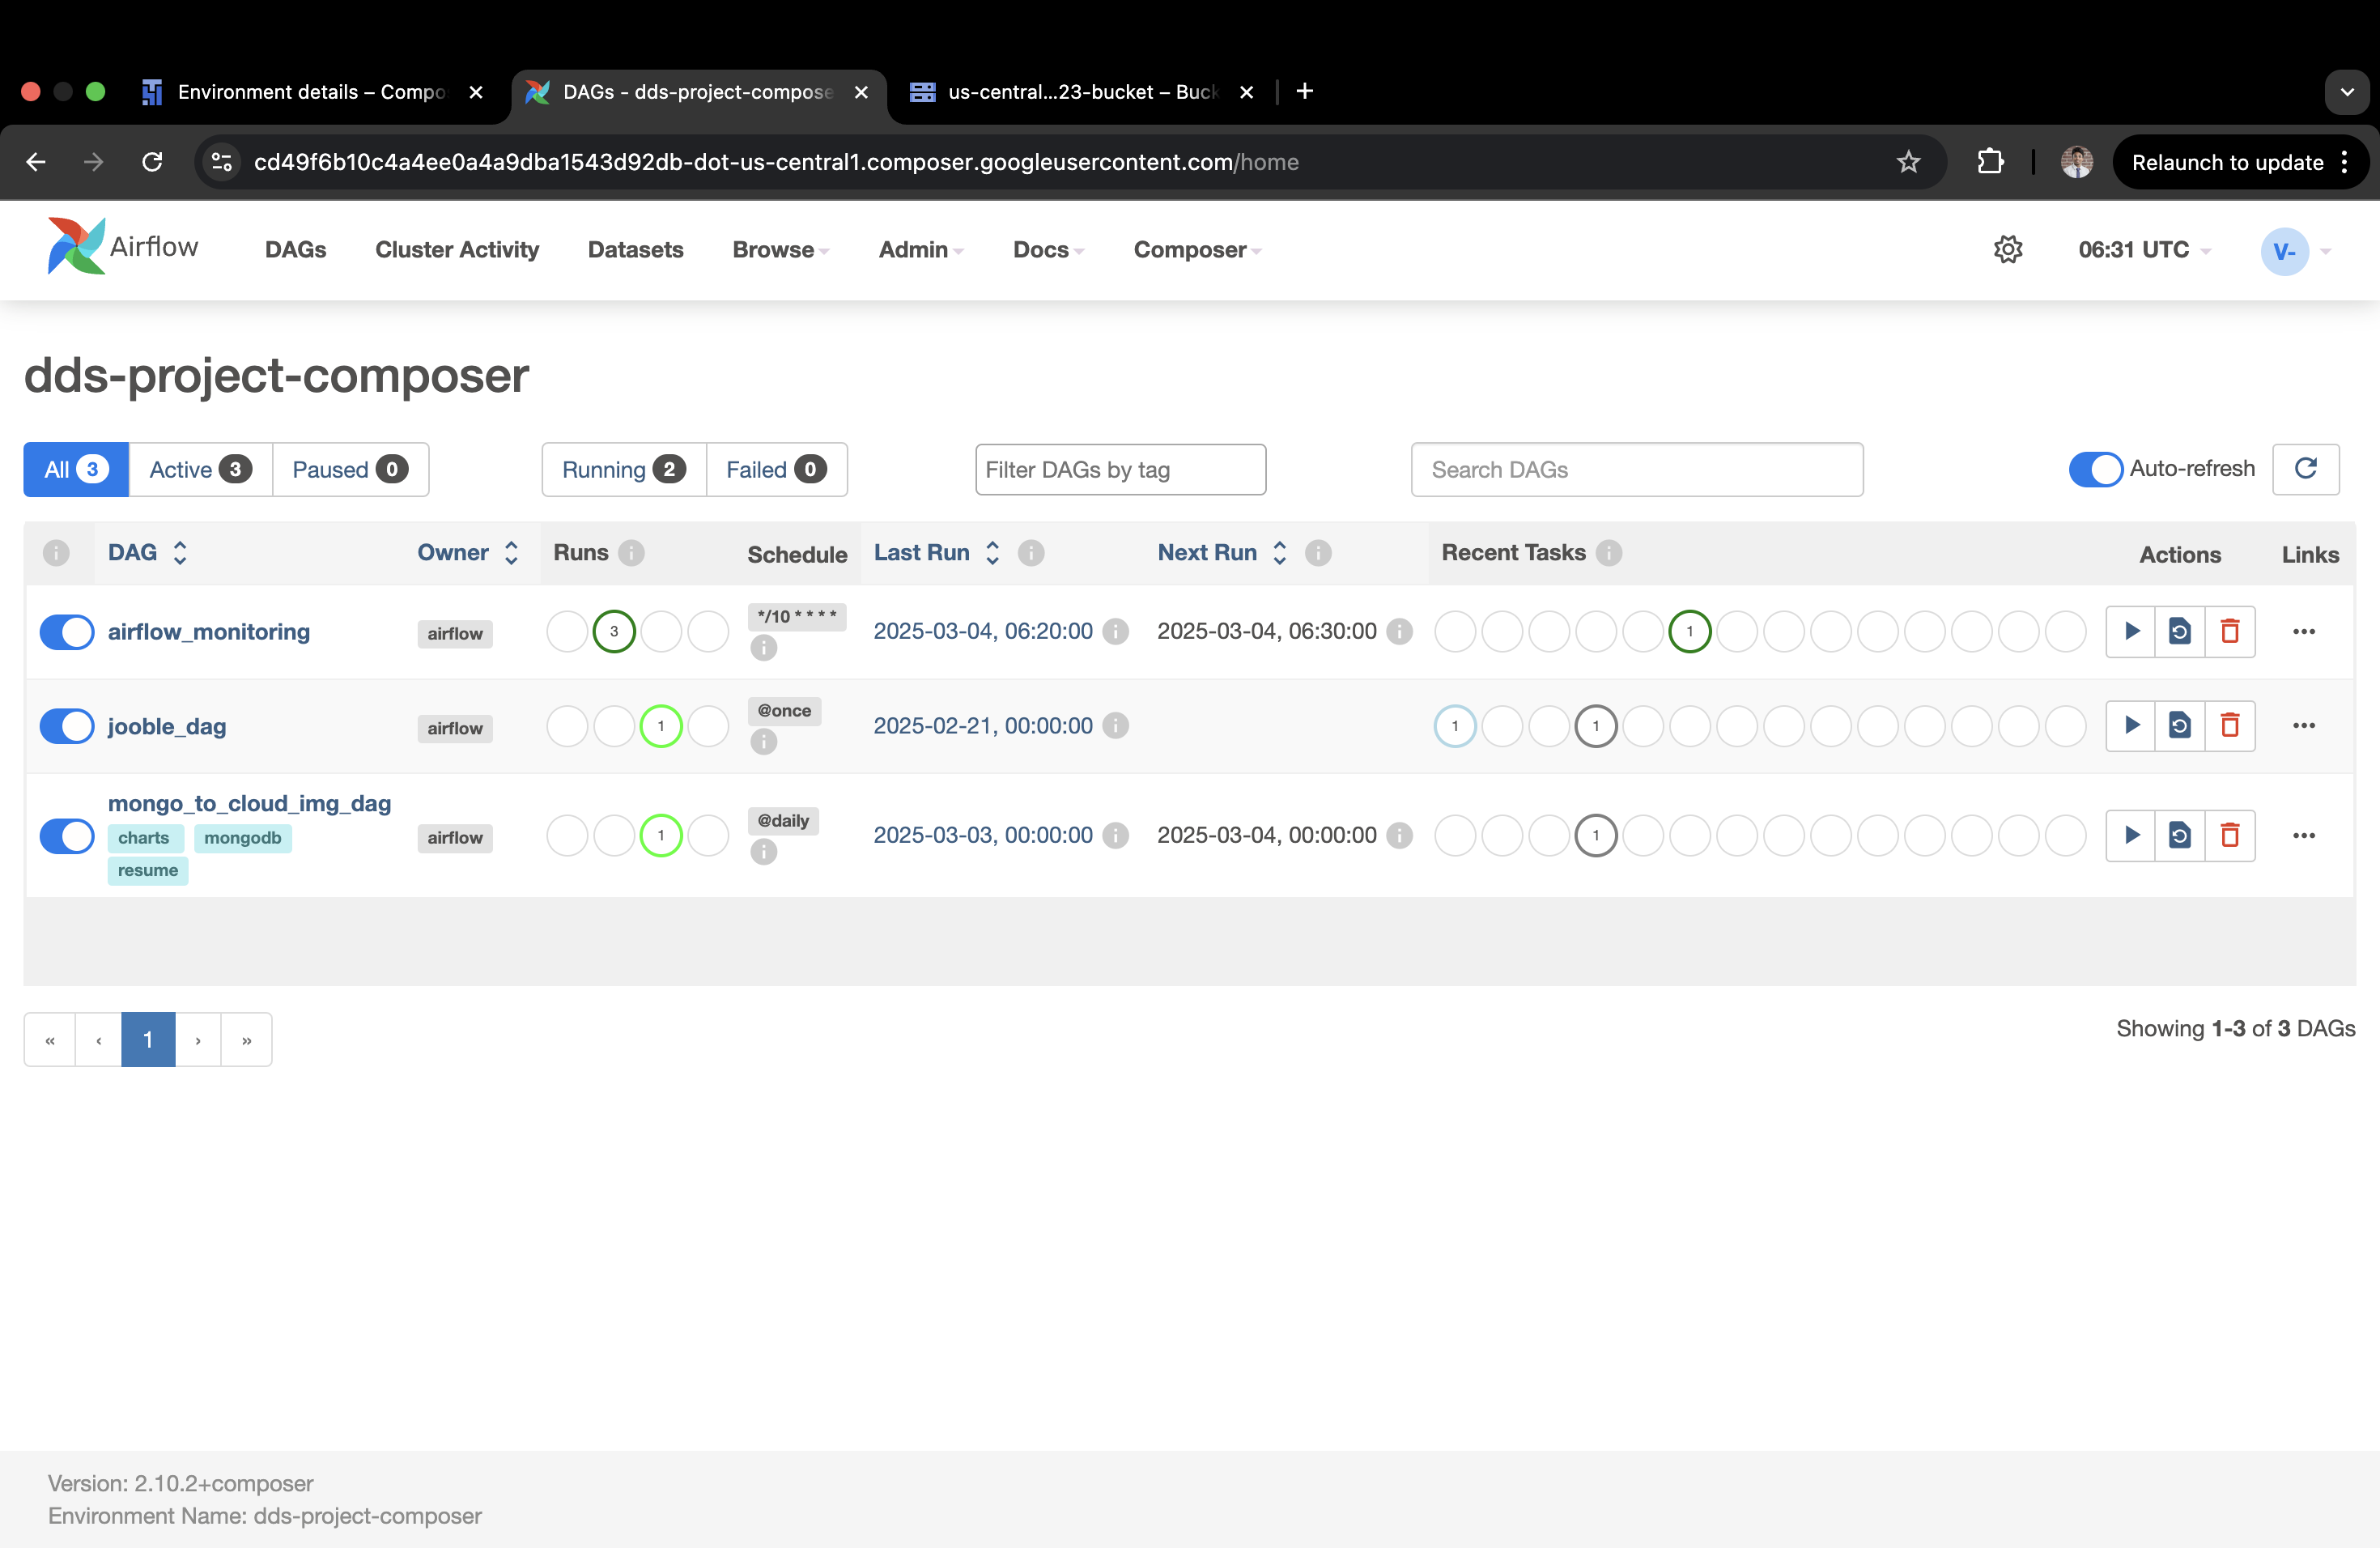 Environment details – Compo
DAGs - dds-project-compose
us-central...23-bucket – Buck
cd49f6b10c4a4ee0a4a9dba1543d92db-dot-us-central1.composer.googleusercontent.com/home
Relaunch to update
Airflow
DAGs
Cluster Activity
Datasets
Browse
Admin
Docs
Composer
06:31 UTC
V-
dds-project-composer
All 3
Active 3
Paused 0
Running 2
Failed 0
Filter DAGs by tag
Search DAGs
Auto-refresh
DAG
Owner
Runs
Schedule
Last Run
Next Run
Recent Tasks
Actions
Links
airflow_monitoring
airflow
3
*/10 * * * *
2025-03-04, 06:20:00
2025-03-04, 06:30:00
1
jooble_dag
airflow
1
@once
2025-02-21, 00:00:00
1
1
mongo_to_cloud_img_dag
charts
mongodb
resume
airflow
1
@daily
2025-03-03, 00:00:00
2025-03-04, 00:00:00
1
« ‹ 1 › »
Showing 1-3 of 3 DAGs
Version: 2.10.2+composer
Environment Name: dds-project-composer